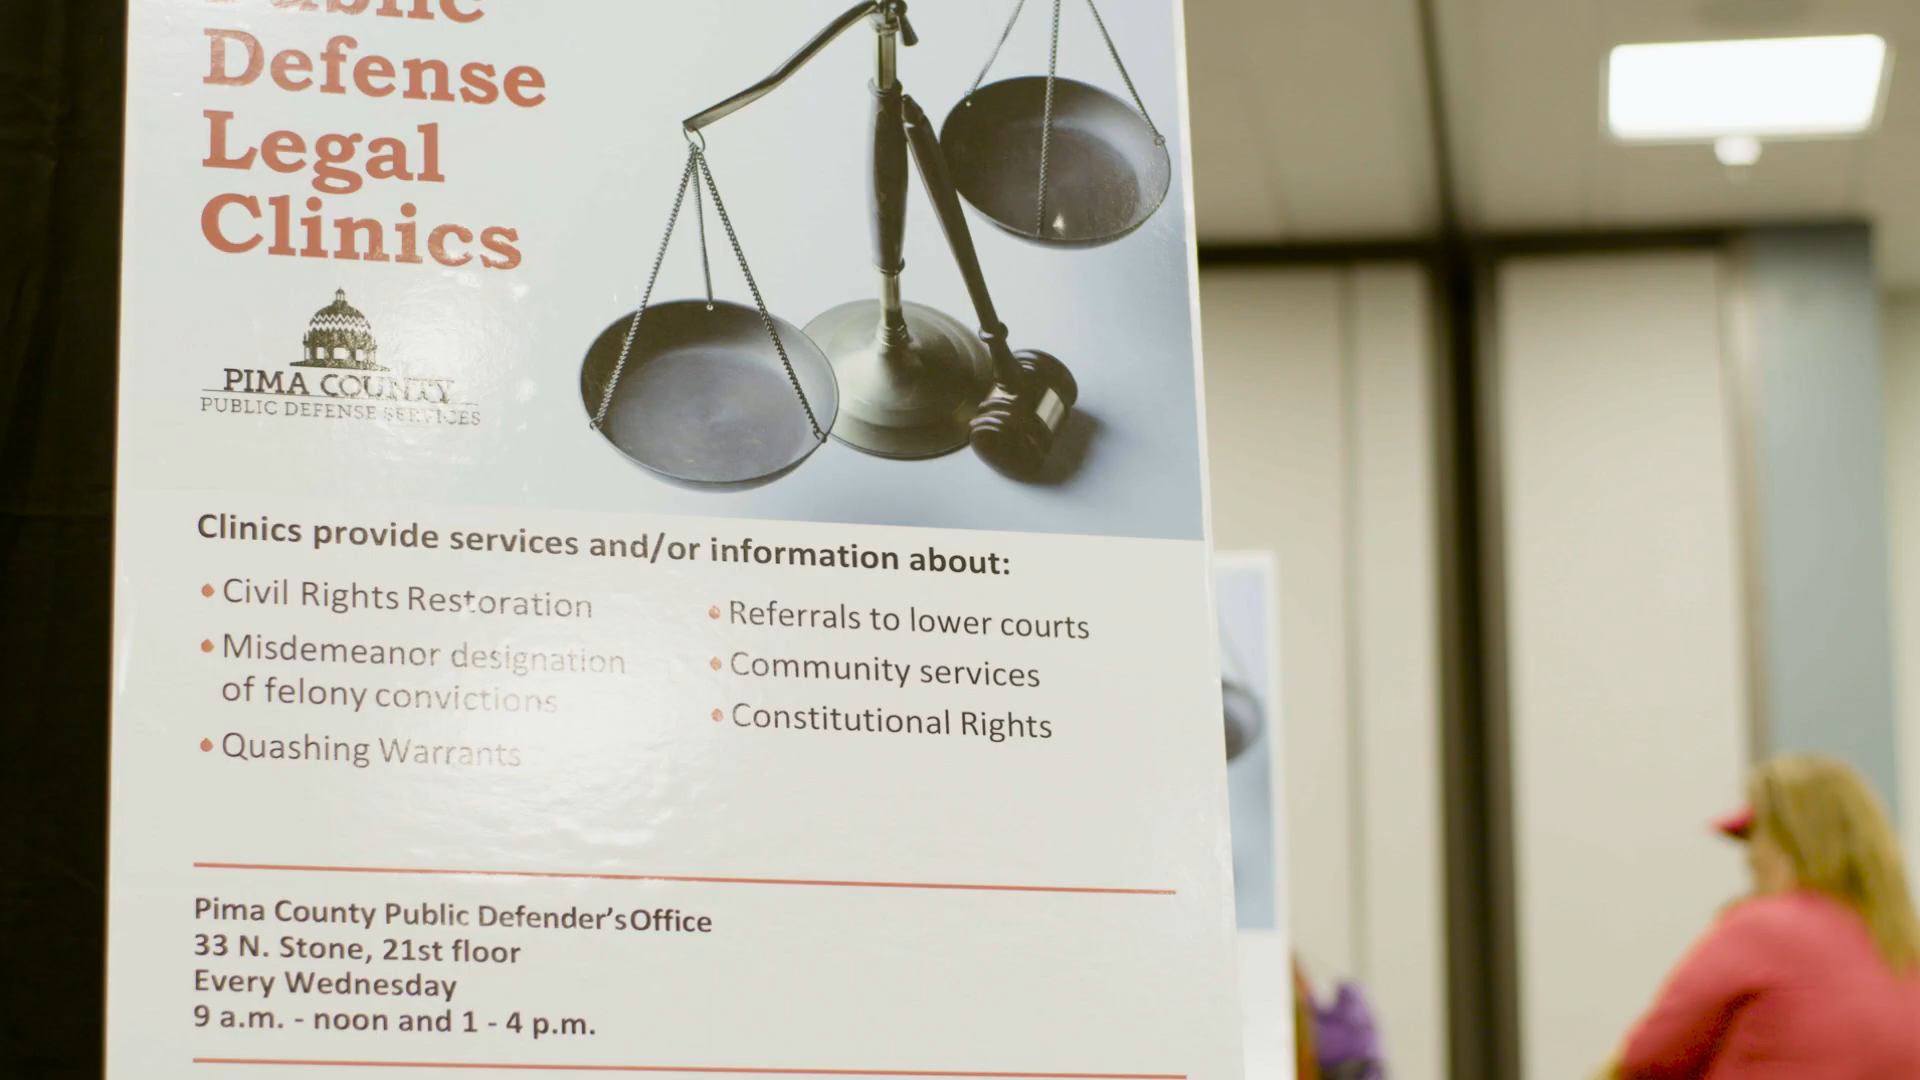 Public
Defense
Legal
Clinics
PIMA COUNTY
PUBLIC DEFENSE SERVICES
Clinics provide services and/or information about:
• Civil Rights Restoration
• Misdemeanor designation
of felony convictions
• Quashing Warrants
• Referrals to lower courts
• Community services
• Constitutional Rights
Pima County Public Defender's Office
33 N. Stone, 21st floor
Every Wednesday
9 a.m. - noon and 1 - 4 p.m.